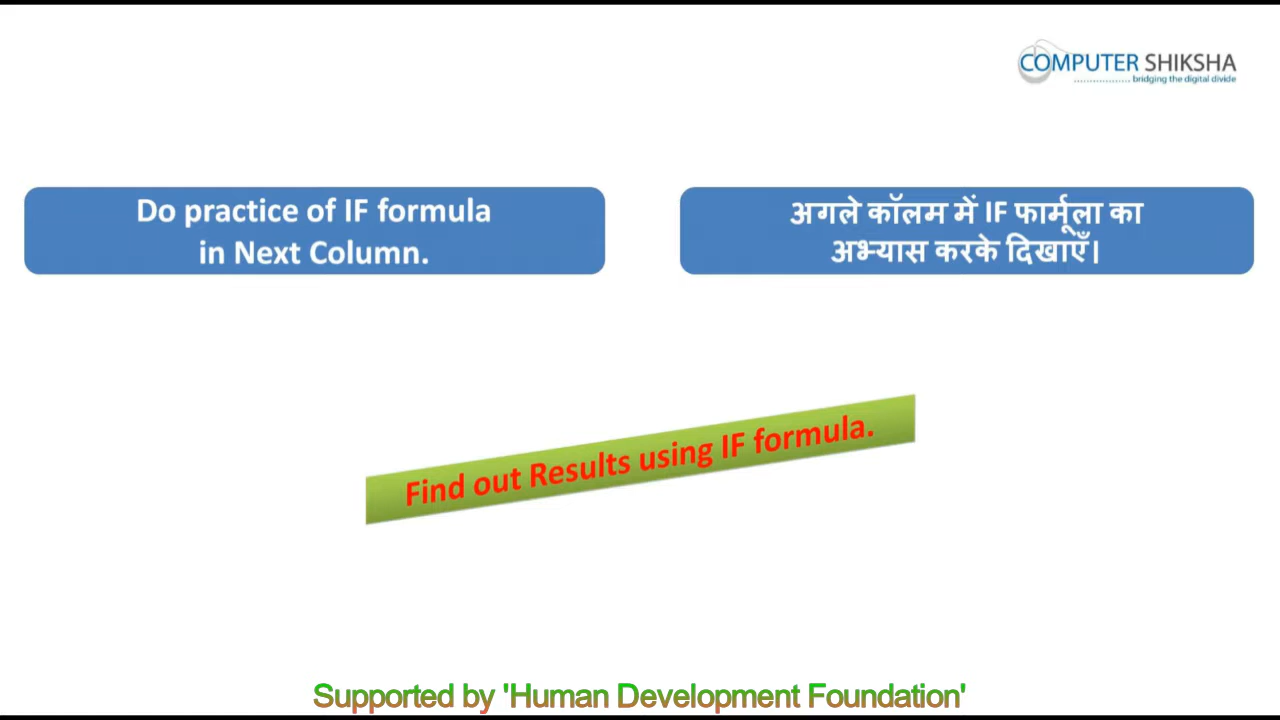 COMPUTER SHIKSHA
bridging the digital divide
Do practice of IF formula
in Next Column.
अगले कॉलम में IF फार्मूला का
अभ्यास करके दिखाएँ।
Find out Results using IF formula.
Supported by 'Human Development Foundation'